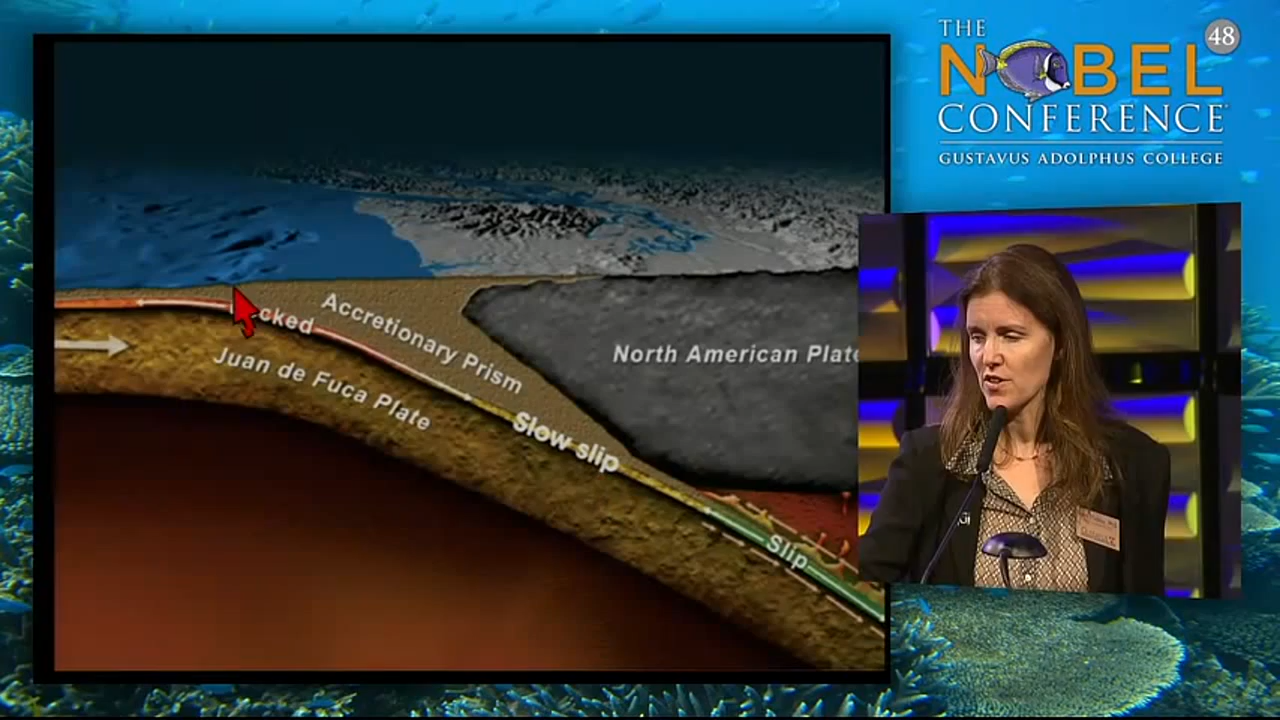 THE
NOBEL
48
CONFERENCE
GUSTAVUS ADOLPHUS COLLEGE
Accretionary Prism
cked
Juan de Fuca Plate
North American Plate
Slow slip
Slip